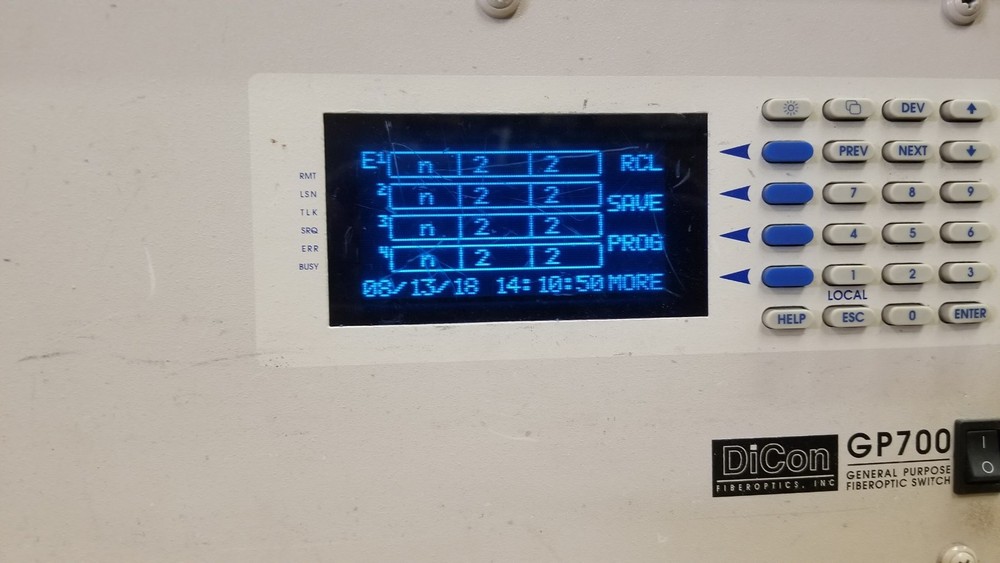 E1 n 2 2 RCL
2 n 2 2 SAVE
3 n 2 2 PROG
4 n 2 2
08/13/18 14:10:50 MORE
RMT
LSN
TLK
SRQ
ERR
BUSY
DEV
PREV NEXT
7 8 9
4 5 6
1 2 3
LOCAL
HELP ESC 0 ENTER
DiCon
FIBEROPTICS, INC
GP700
GENERAL PURPOSE
FIBEROPTIC SWITCH